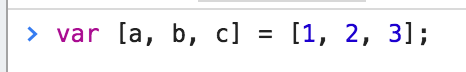 > var [a, b, c] = [1, 2, 3];